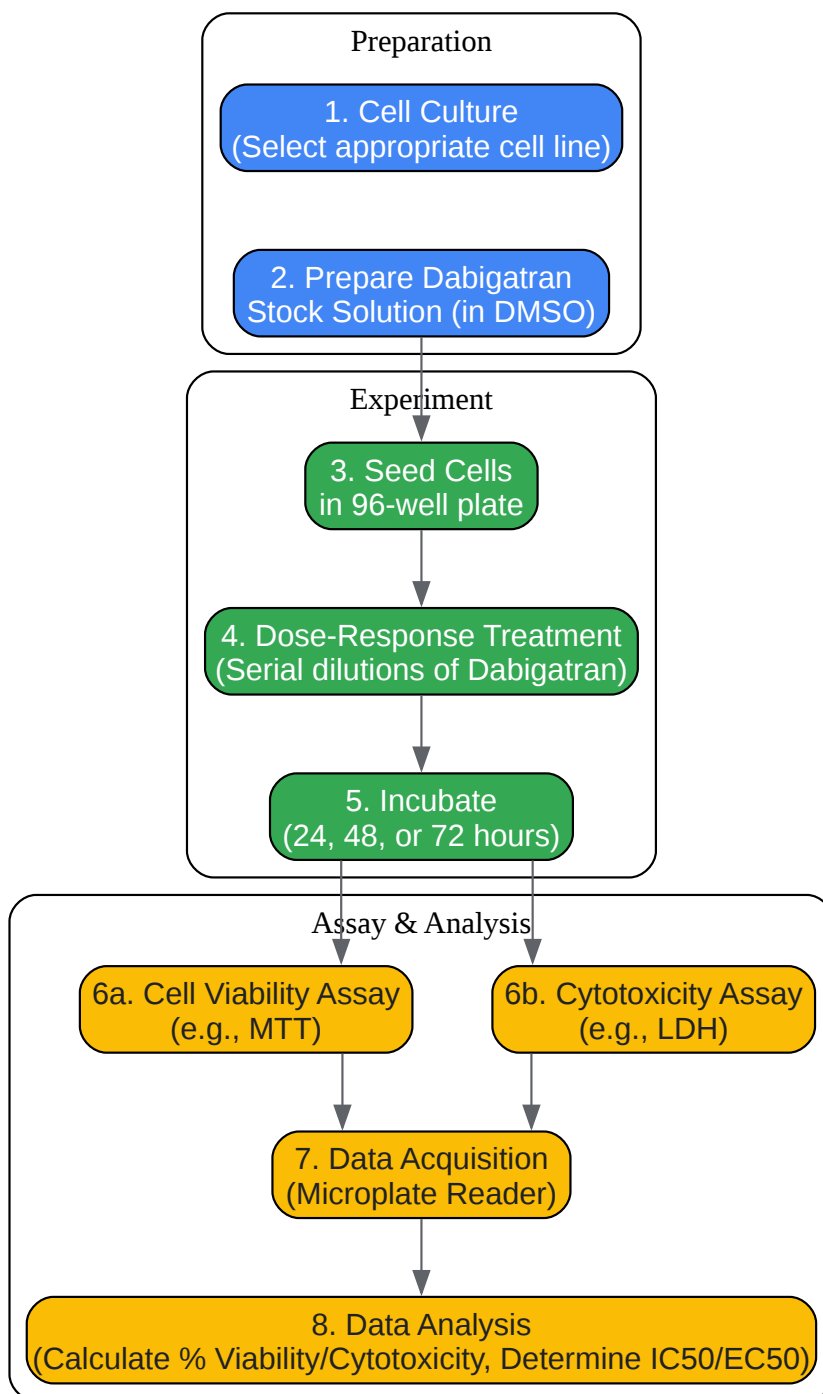 Preparation
1. Cell Culture
(Select appropriate cell line)
2. Prepare Dabigatran
Stock Solution (in DMSO)
Experiment
3. Seed Cells
in 96-well plate
4. Dose-Response Treatment
(Serial dilutions of Dabigatran)
5. Incubate
(24, 48, or 72 hours)
Assay & Analysis
6a. Cell Viability Assay
(e.g., MTT)
6b. Cytotoxicity Assay
(e.g., LDH)
7. Data Acquisition
(Microplate Reader)
8. Data Analysis
(Calculate % Viability/Cytotoxicity, Determine IC50/EC50)